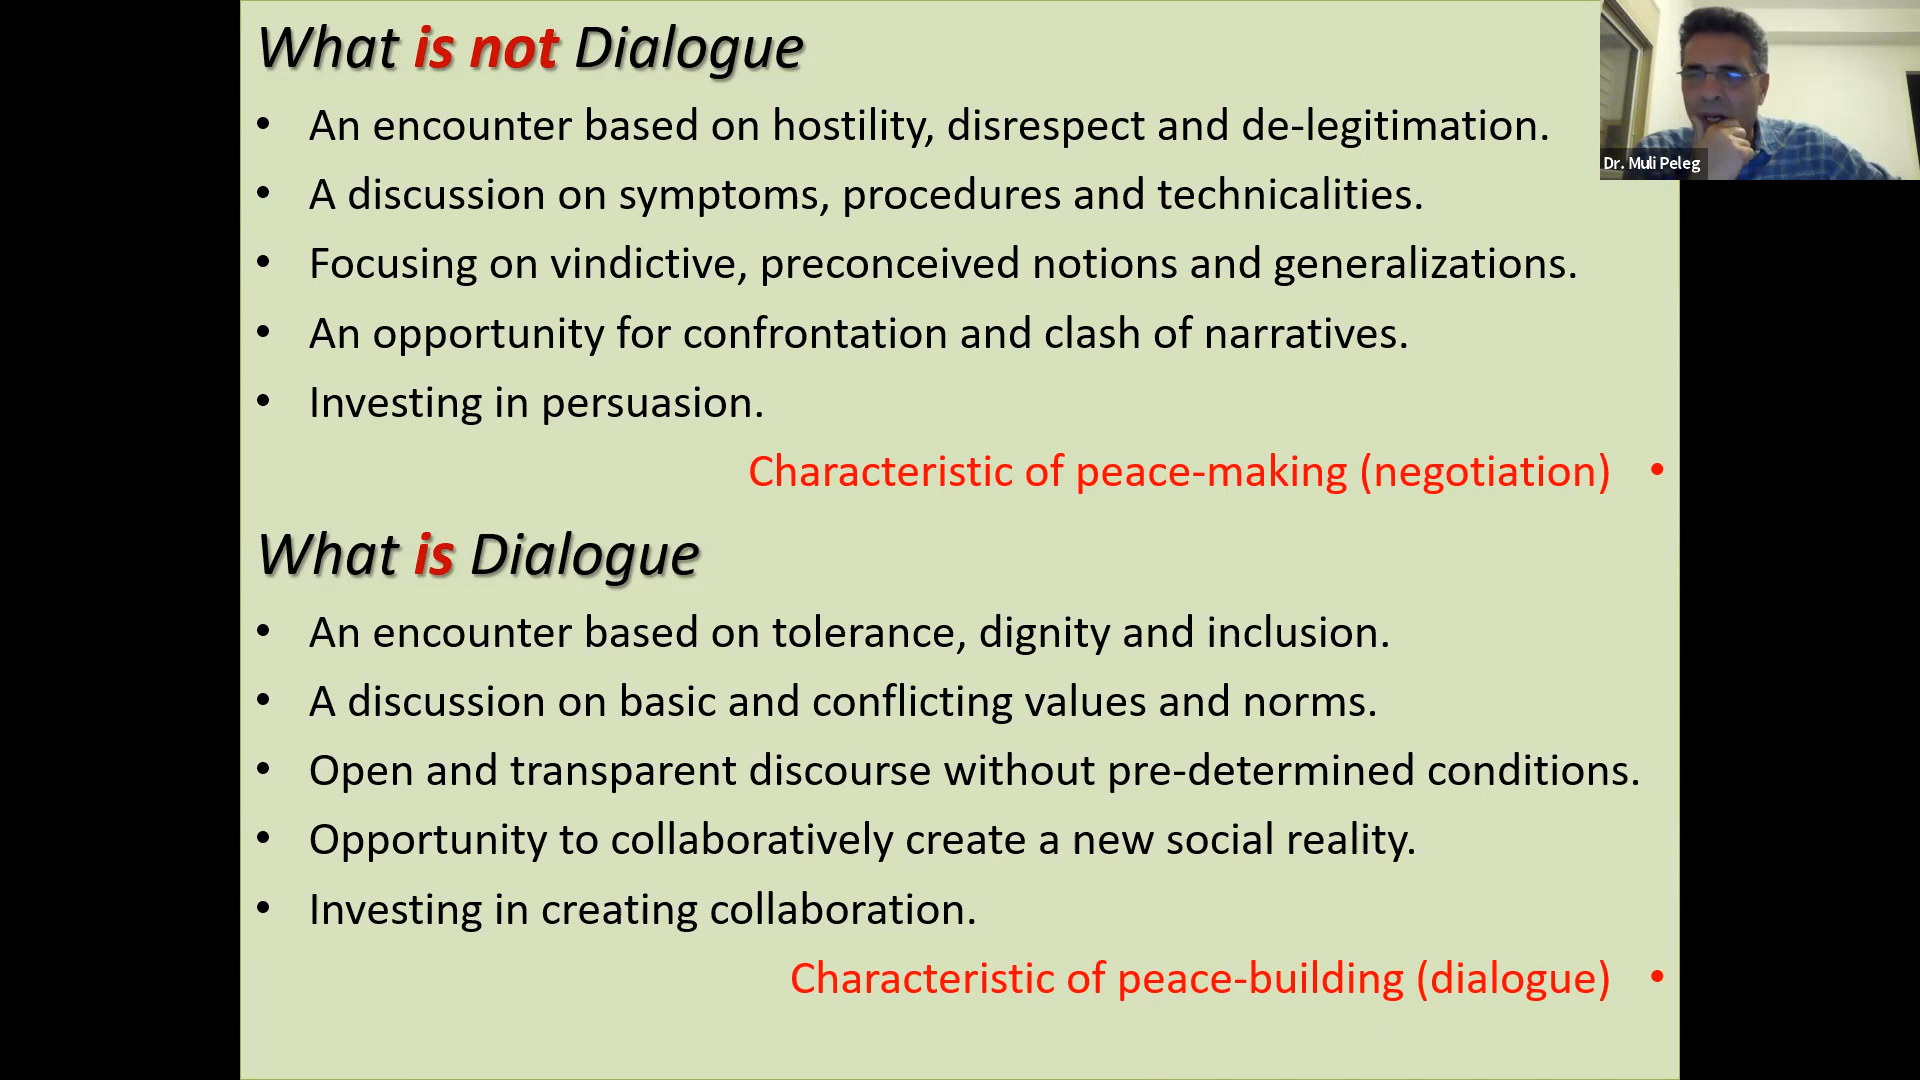 What is not Dialogue
• An encounter based on hostility, disrespect and de-legitimation.
• A discussion on symptoms, procedures and technicalities.
• Focusing on vindictive, preconceived notions and generalizations.
• An opportunity for confrontation and clash of narratives.
• Investing in persuasion.
Characteristic of peace-making (negotiation) •
What is Dialogue
• An encounter based on tolerance, dignity and inclusion.
• A discussion on basic and conflicting values and norms.
• Open and transparent discourse without pre-determined conditions.
• Opportunity to collaboratively create a new social reality.
• Investing in creating collaboration.
Characteristic of peace-building (dialogue) •
Dr. Muli Peleg